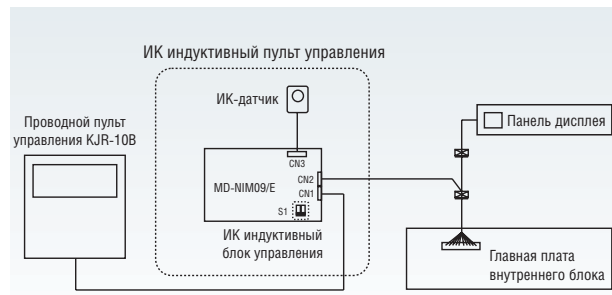 ИК индуктивный пульт управления
ИК-датчик
Проводной пульт
управления KJR-10B
Панель дисплея
CN3
MD-NIM09/E
CN2
CN1
S1
ИК индуктивный
блок управления
Главная плата
внутреннего блока